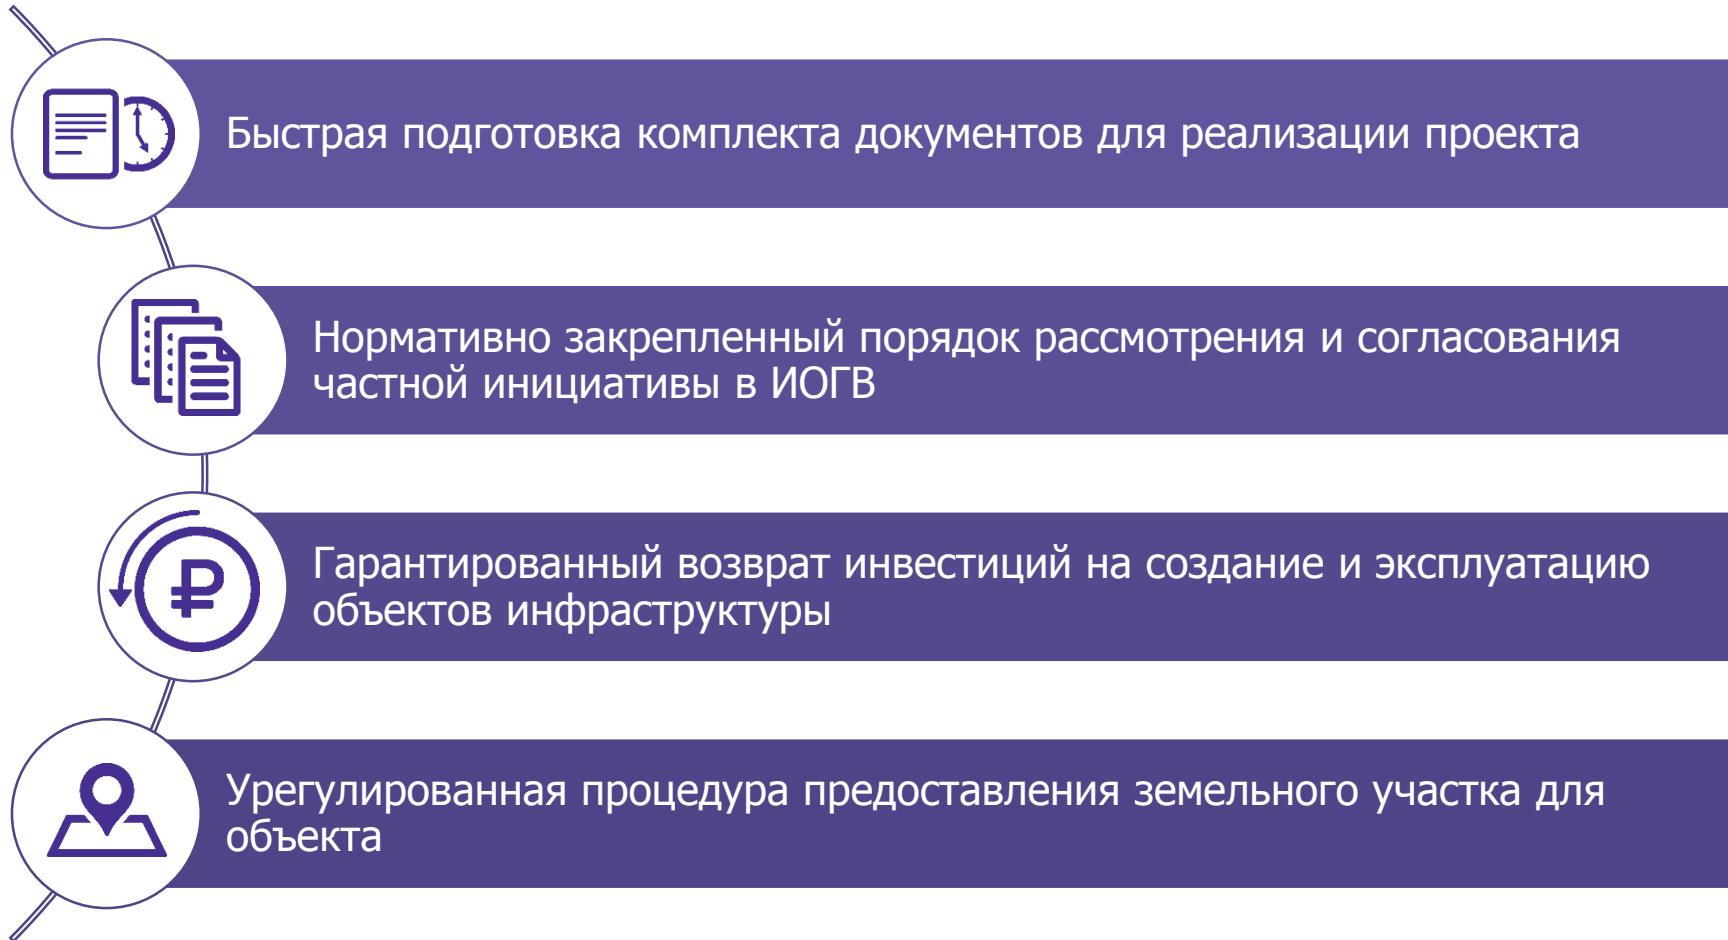 Быстрая подготовка комплекта документов для реализации проекта
Нормативно закрепленный порядок рассмотрения и согласования
частной инициативы в ИОГВ
Гарантированный возврат инвестиций на создание и эксплуатацию
объектов инфраструктуры
Урегулированная процедура предоставления земельного участка для
объекта